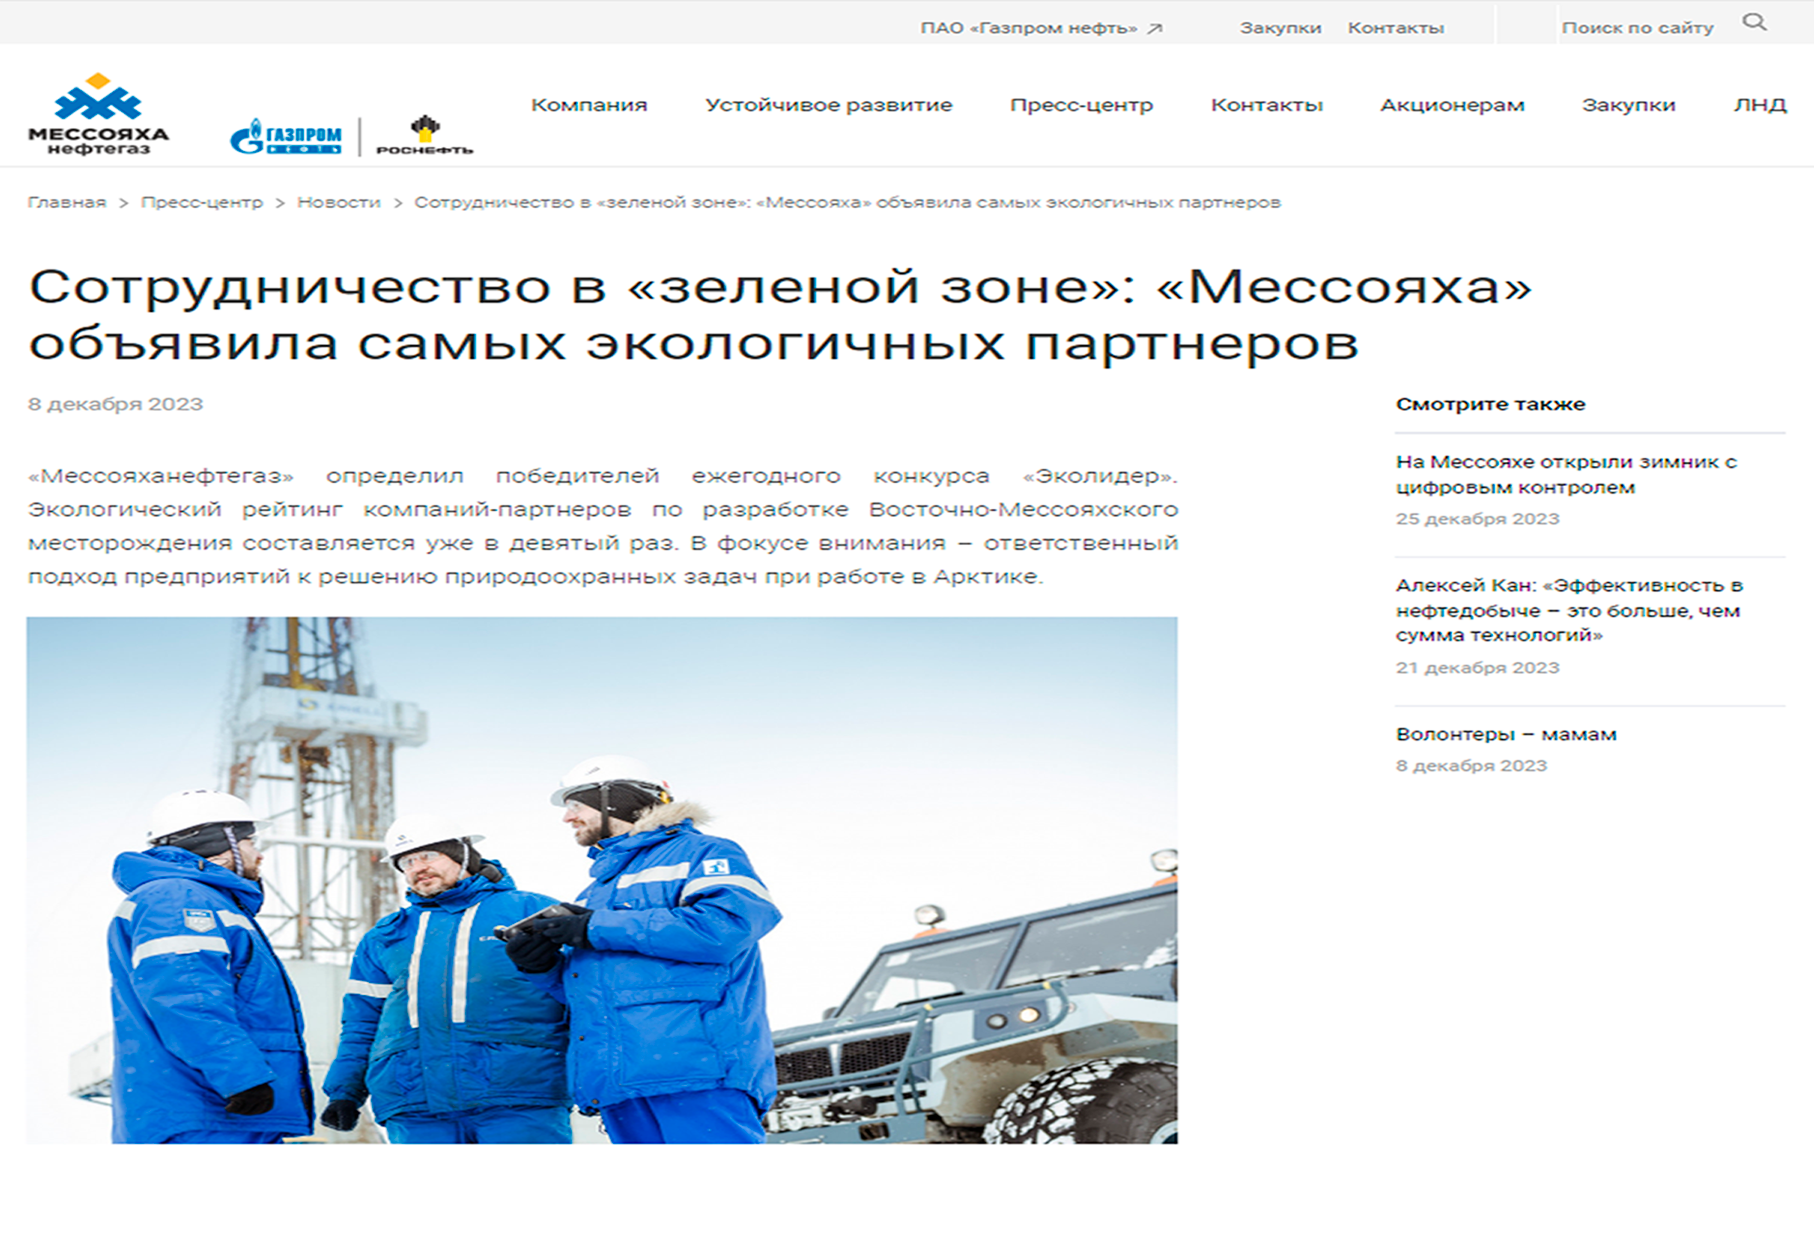 ПАО «Газпром нефть»
Закупки
Контакты
Поиск по сайту
МЕССОЯХА
нефтегаз
ГАЗПРОМ
НЕФТЬ
РОСНЕФТЬ
Компания
Устойчивое развитие
Пресс-центр
Контакты
Акционерам
Закупки
ЛНД
Главная > Пресс-центр > Новости > Сотрудничество в «зеленой зоне»: «Мессояха» объявила самых экологичных партнеров
Сотрудничество в «зеленой зоне»: «Мессояха»
объявила самых экологичных партнеров
8 декабря 2023
«Мессояханефтегаз» определил победителей ежегодного конкурса «Эколидер».
Экологический рейтинг компаний-партнеров по разработке Восточно-Мессояхского
месторождения составляется уже в девятый раз. В фокусе внимания – ответственный
подход предприятий к решению природоохранных задач при работе в Арктике.
Смотрите также
На Мессояхе открыли зимник с
цифровым контролем
25 декабря 2023
Алексей Кан: «Эффективность в
нефтедобыче – это больше, чем
сумма технологий»
21 декабря 2023
Волонтеры – мамам
8 декабря 2023